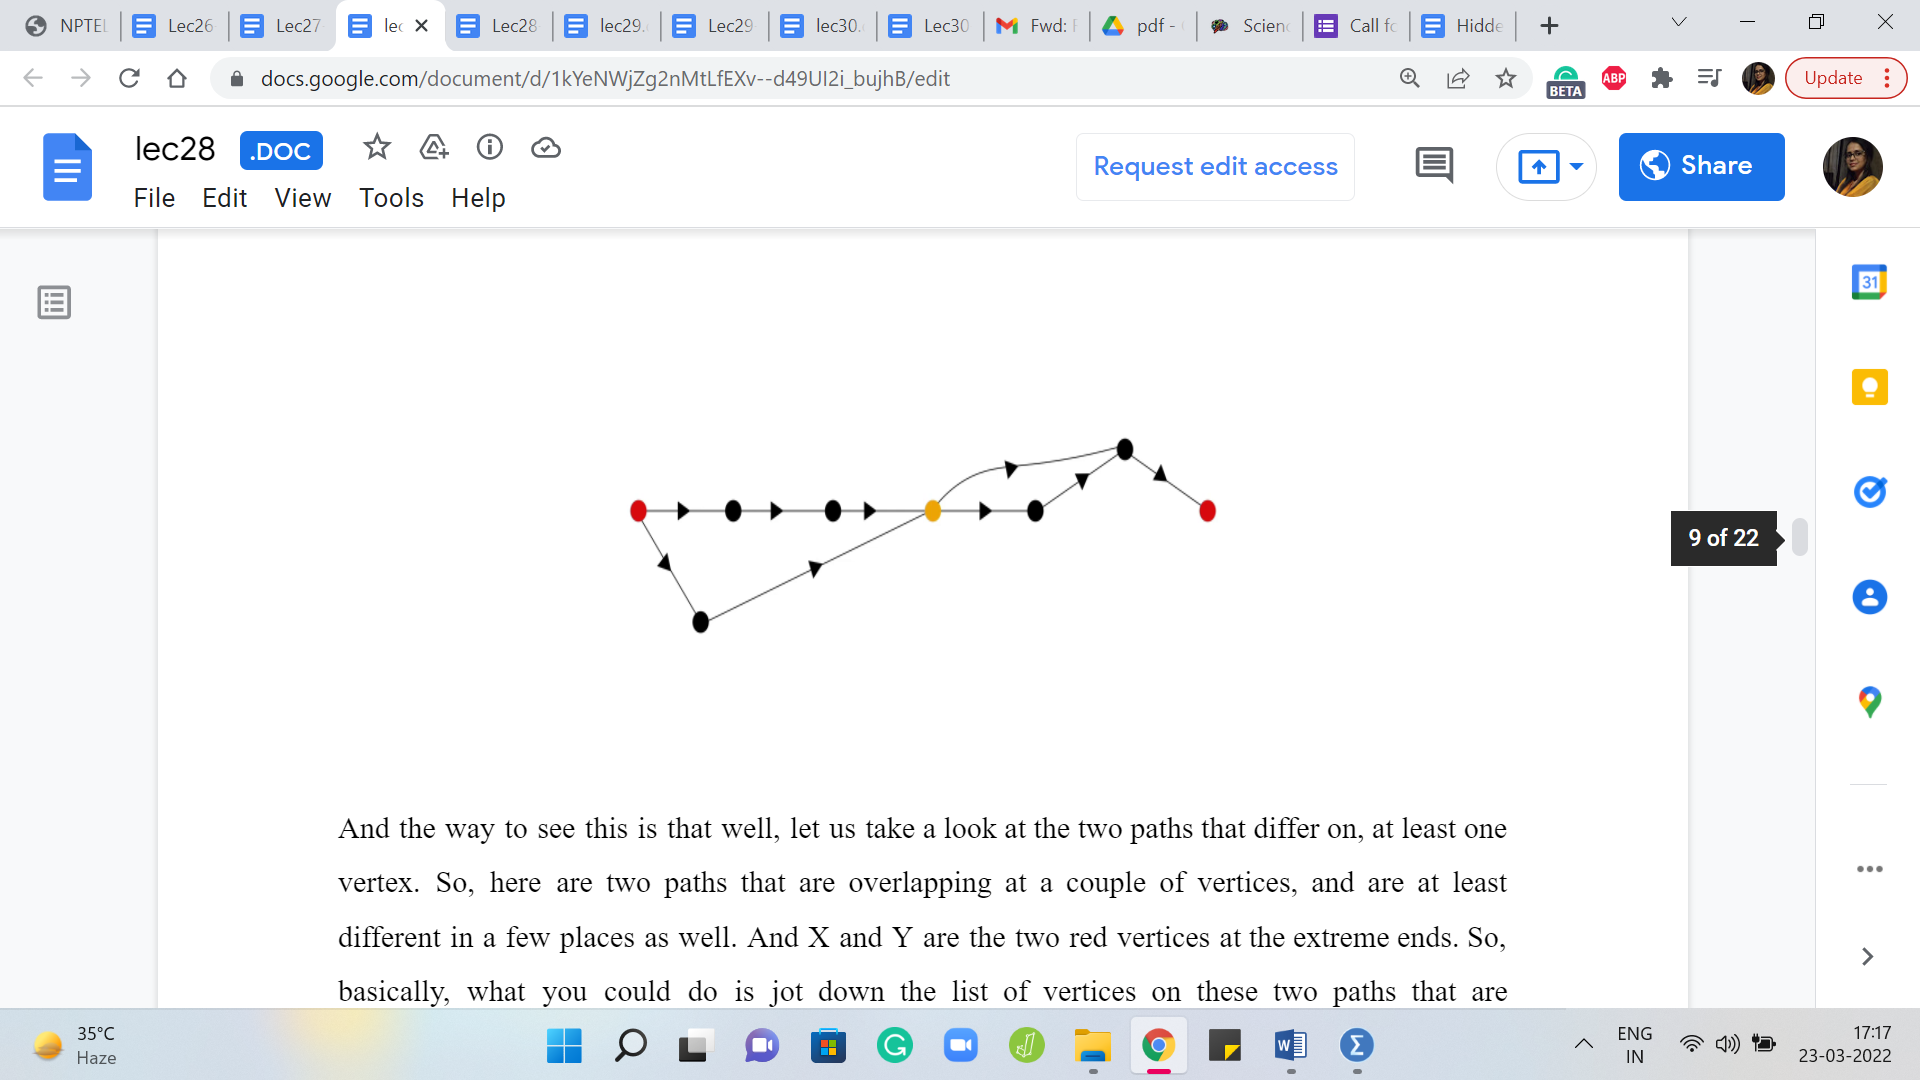 NPTEL Lec26 Lec27 lec Lec28 lec29. Lec29 lec30. Lec30 Fwd: F pdf - Scienc Call fo Hidde
docs.google.com/document/d/1kYeNWjZg2nMtLfEXv--d49UI2i_bujhB/edit
ABP
BETA
Update
lec28 .DOC
Request edit access
Share
File Edit View Tools Help
31
9 of 22
And the way to see this is that well, let us take a look at the two paths that differ on, at least one
vertex. So, here are two paths that are overlapping at a couple of vertices, and are at least
different in a few places as well. And X and Y are the two red vertices at the extreme ends. So,
basically, what you could do is jot down the list of vertices on these two paths that are
35°C
Haze
ENG
IN
17:17
23-03-2022